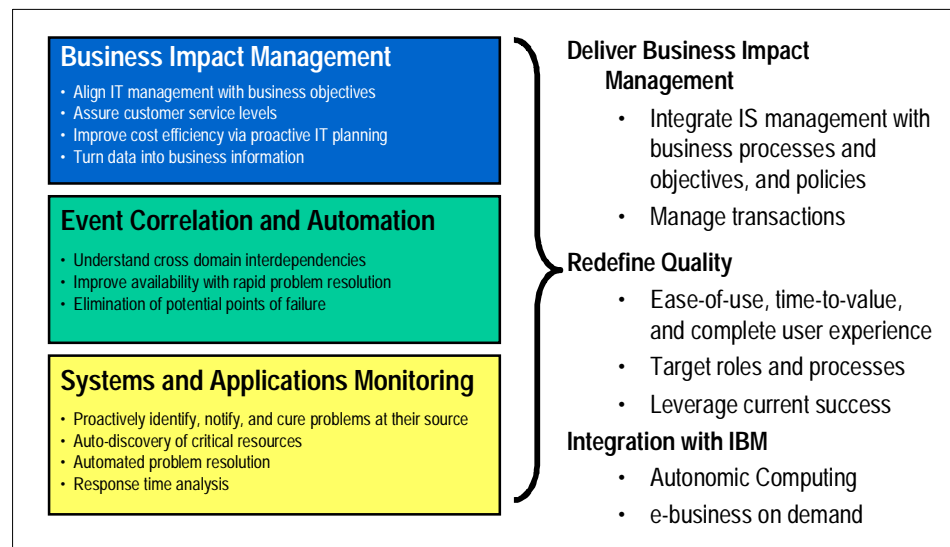 Business Impact Management
• Align IT management with business objectives
• Assure customer service levels
• Improve cost efficiency via proactive IT planning
• Turn data into business information
Event Correlation and Automation
• Understand cross domain interdependencies
• Improve availability with rapid problem resolution
• Elimination of potential points of failure
Systems and Applications Monitoring
• Proactively identify, notify, and cure problems at their source
• Auto-discovery of critical resources
• Automated problem resolution
• Response time analysis
Deliver Business Impact
Management
• Integrate IS management with
business processes and
objectives, and policies
• Manage transactions
Redefine Quality
• Ease-of-use, time-to-value,
and complete user experience
• Target roles and processes
• Leverage current success
Integration with IBM
• Autonomic Computing
• e-business on demand